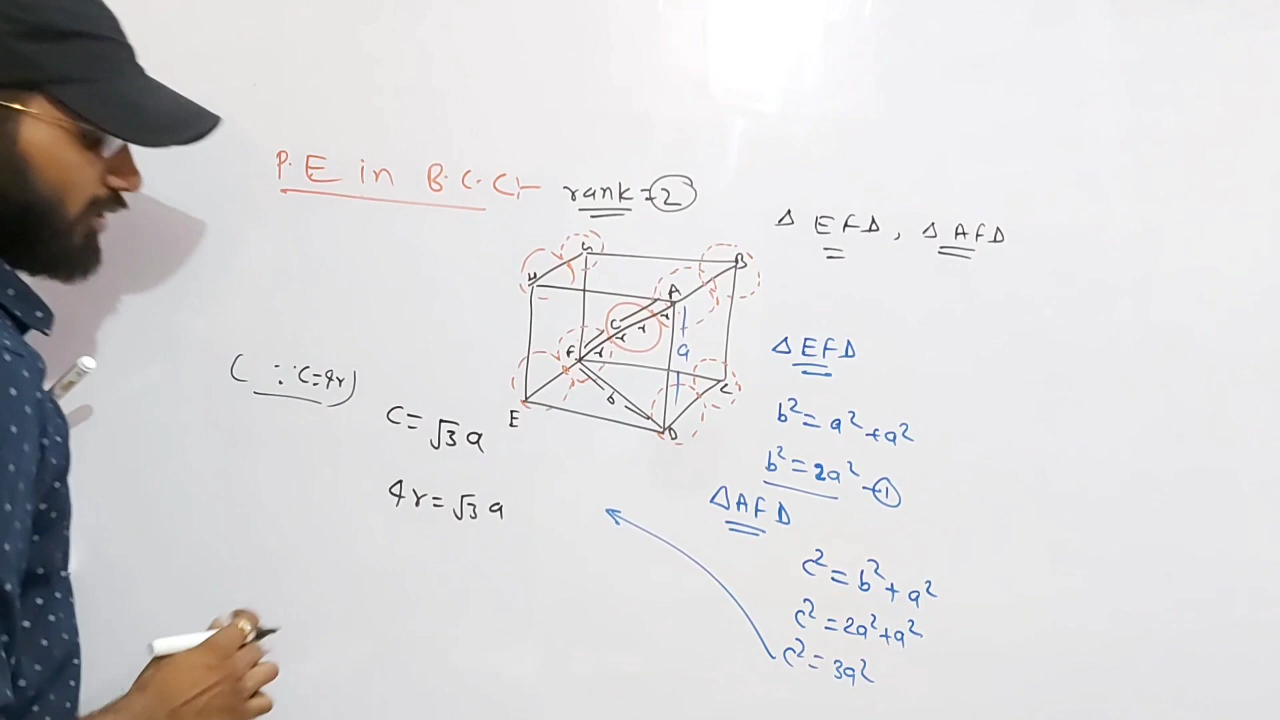 P.E in B.C.C:-
rank = 2
Δ EFD, Δ AFD
G
B
H
A
C
r
r
r
r
F
a
C
b
E
D
(∵ C=4r)
C = √3 a
4r = √3 a
Δ EFD
b² = a² + a²
b² = 2a² - ①
Δ AFD
c² = b² + a²
c² = 2a² + a²
c² = 3a²